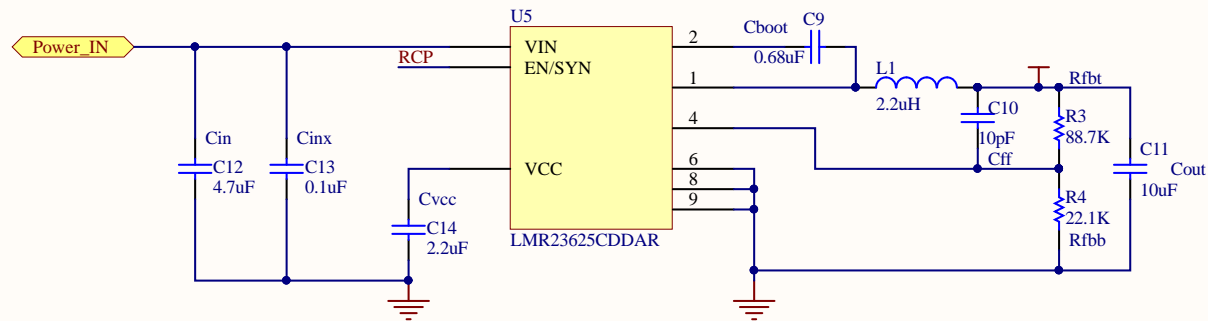 Power_IN
RCP
U5
VIN
EN/SYN
VCC
LMR23625CDDAR
2
1
4
6
8
9
Cboot
C9
0.68uF
L1
2.2uH
C10
10pF
Cff
Rfbt
R3
88.7K
R4
22.1K
Rfbb
C11
10uF
Cout
Cin
C12
4.7uF
Cinx
C13
0.1uF
Cvcc
C14
2.2uF